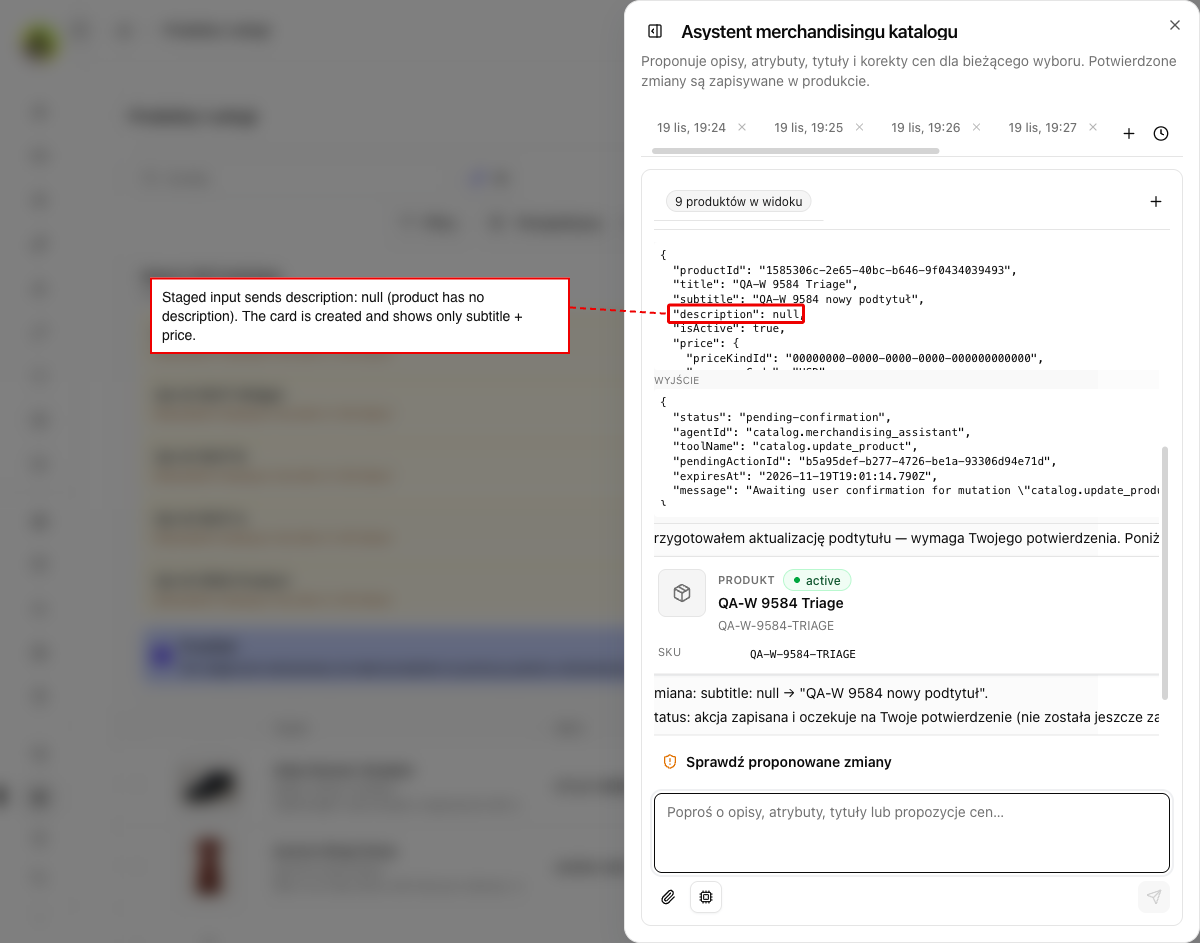 Asystent merchandisingu katalogu
Proponuje opisy, atrybuty, tytuły i korekty cen dla bieżącego wyboru. Potwierdzone
zmiany są zapisywane w produkcie.
19 lis, 19:24
19 lis, 19:25
19 lis, 19:26
19 lis, 19:27
9 produktów w widoku
{
"productId": "1585306c-2e65-40bc-b646-9f0434039493",
"title": "QA-W 9584 Triage",
"subtitle": "QA-W 9584 nowy podtytuł",
"description": null,
"isActive": true,
"price": {
"priceKindId": "00000000-0000-0000-0000-000000000000",
Staged input sends description: null (product has no
description). The card is created and shows only subtitle +
price.
WYJŚCIE
{
"status": "pending-confirmation",
"agentId": "catalog.merchandising_assistant",
"toolName": "catalog.update_product",
"pendingActionId": "b5a95def-b277-4726-be1a-93306d94e71d",
"expiresAt": "2026-11-19T19:01:14.790Z",
"message": "Awaiting user confirmation for mutation \"catalog.update_produ
rzygotowałem aktualizację podtytułu — wymaga Twojego potwierdzenia. Poniż
PRODUKT
active
QA-W 9584 Triage
QA-W-9584-TRIAGE
SKU QA-W-9584-TRIAGE
miana: subtitle: null → "QA-W 9584 nowy podtytuł".
tatus: akcja zapisana i oczekuje na Twoje potwierdzenie (nie została jeszcze za
Sprawdź proponowane zmiany
Poproś o opisy, atrybuty, tytuły lub propozycje cen...